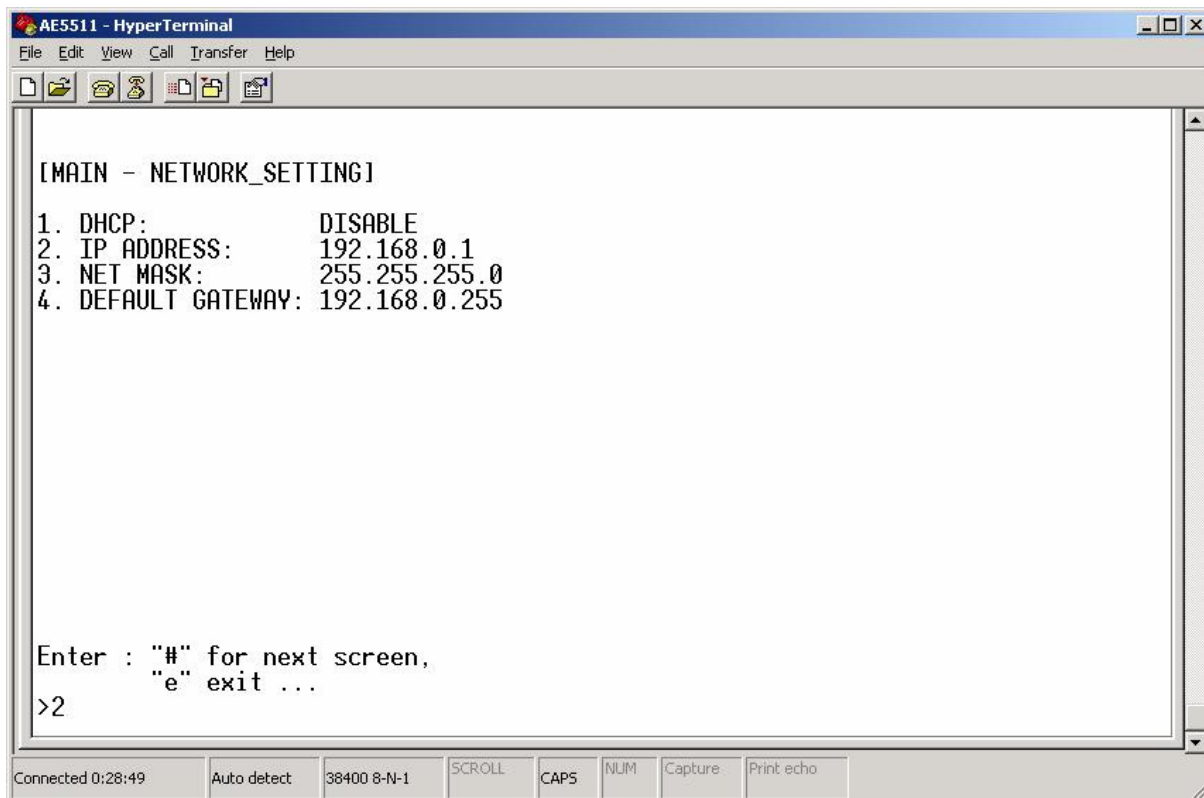 AE5511 - HyperTerminal
File Edit View Call Transfer Help
[MAIN - NETWORK_SETTING]
1. DHCP: DISABLE
2. IP ADDRESS: 192.168.0.1
3. NET MASK: 255.255.255.0
4. DEFAULT GATEWAY: 192.168.0.255
Enter : "#" for next screen,
"e" exit ...
>2
Connected 0:28:49 Auto detect 38400 8-N-1 SCROLL CAPS NUM Capture Print echo